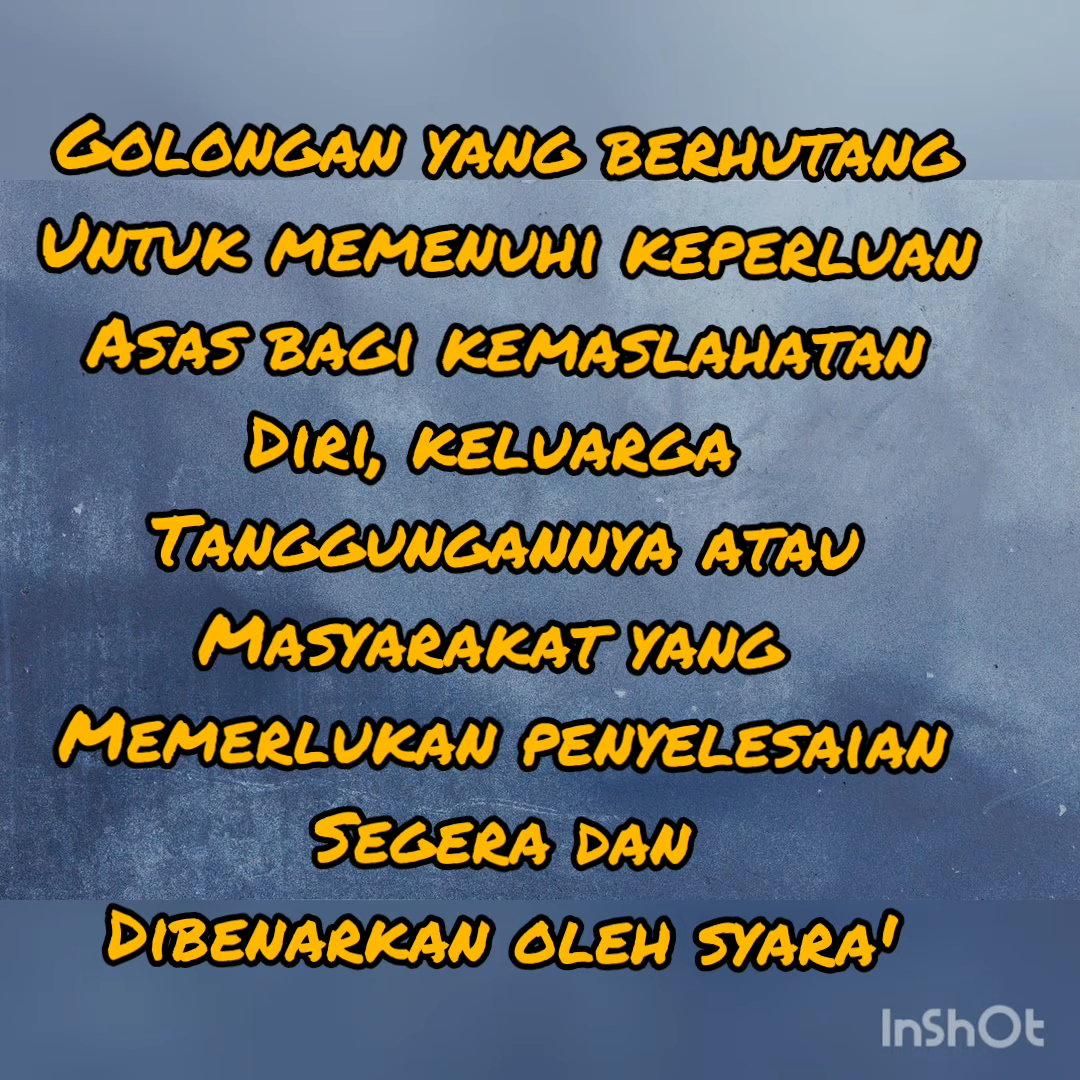 Golongan yang berhutang
Untuk memenuhi keperluan
Asas bagi kemaslahatan
Diri, keluarga
Tanggungannya atau
Masyarakat yang
Memerlukan penyelesaian
Segera dan
Dibenarkan oleh syara'
InShOt